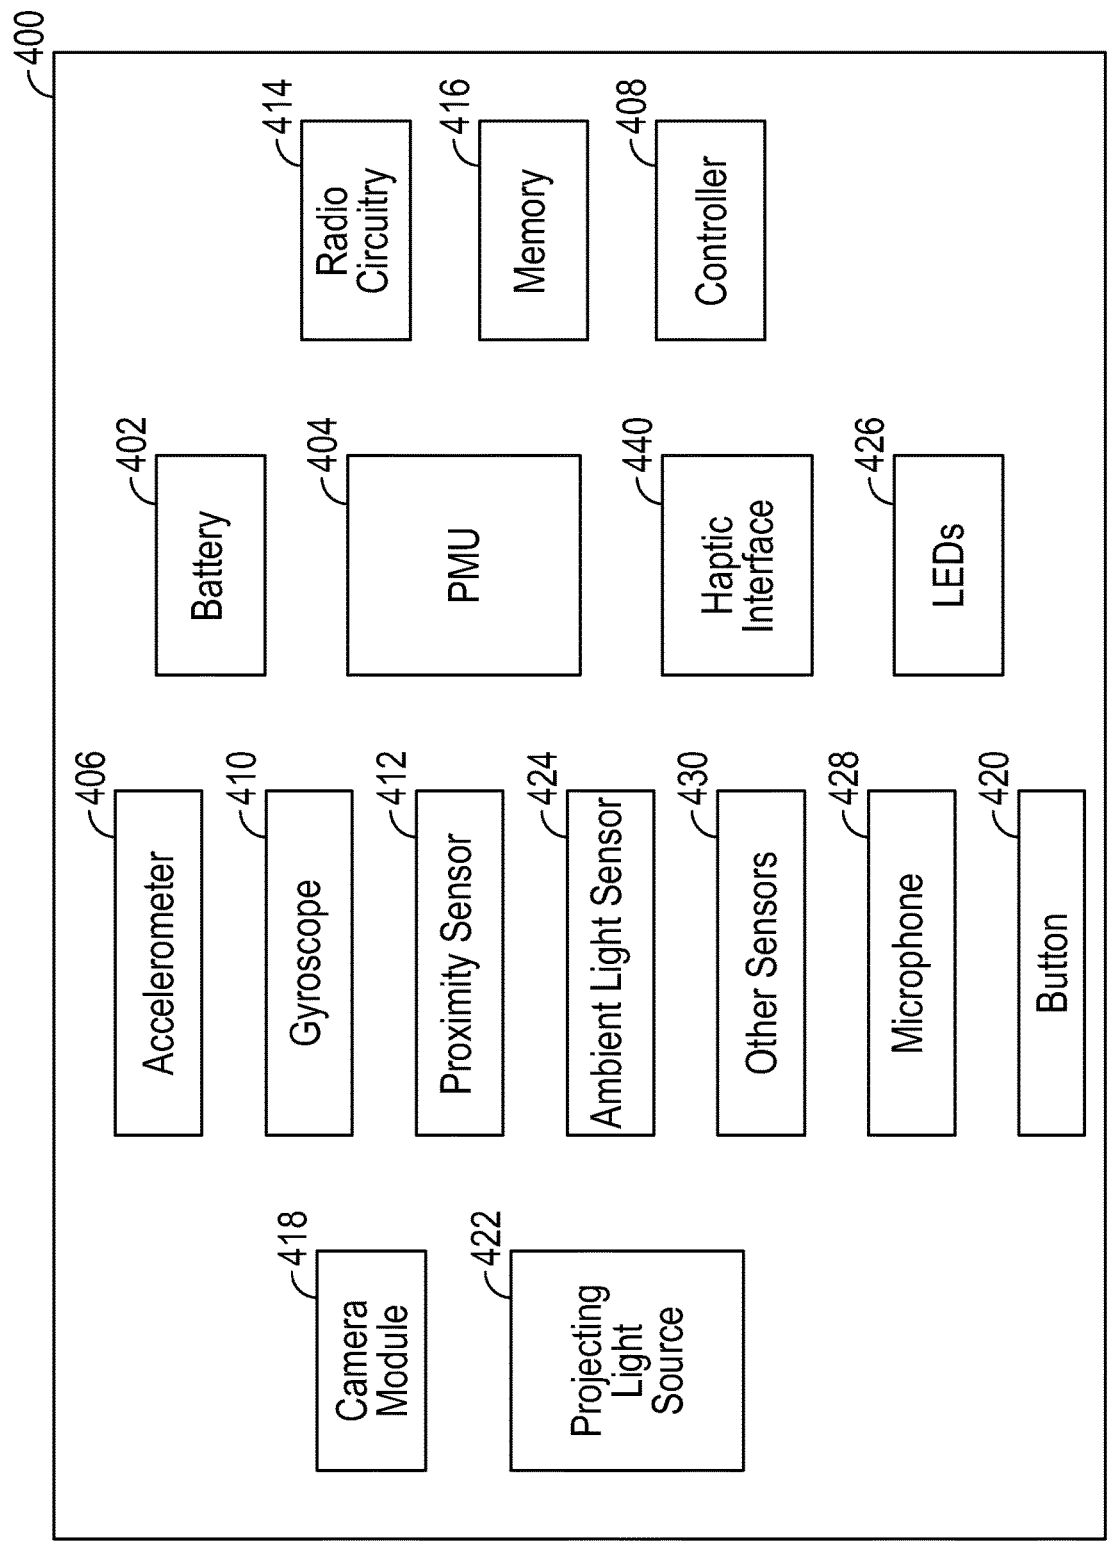 400
418
Camera
Module
422
Projecting
Light
Source
406
Accelerometer
410
Gyroscope
412
Proximity Sensor
424
Ambient Light Sensor
430
Other Sensors
428
Microphone
420
Button
402
Battery
404
PMU
440
Haptic
Interface
426
LEDs
414
Radio
Circuitry
416
Memory
408
Controller